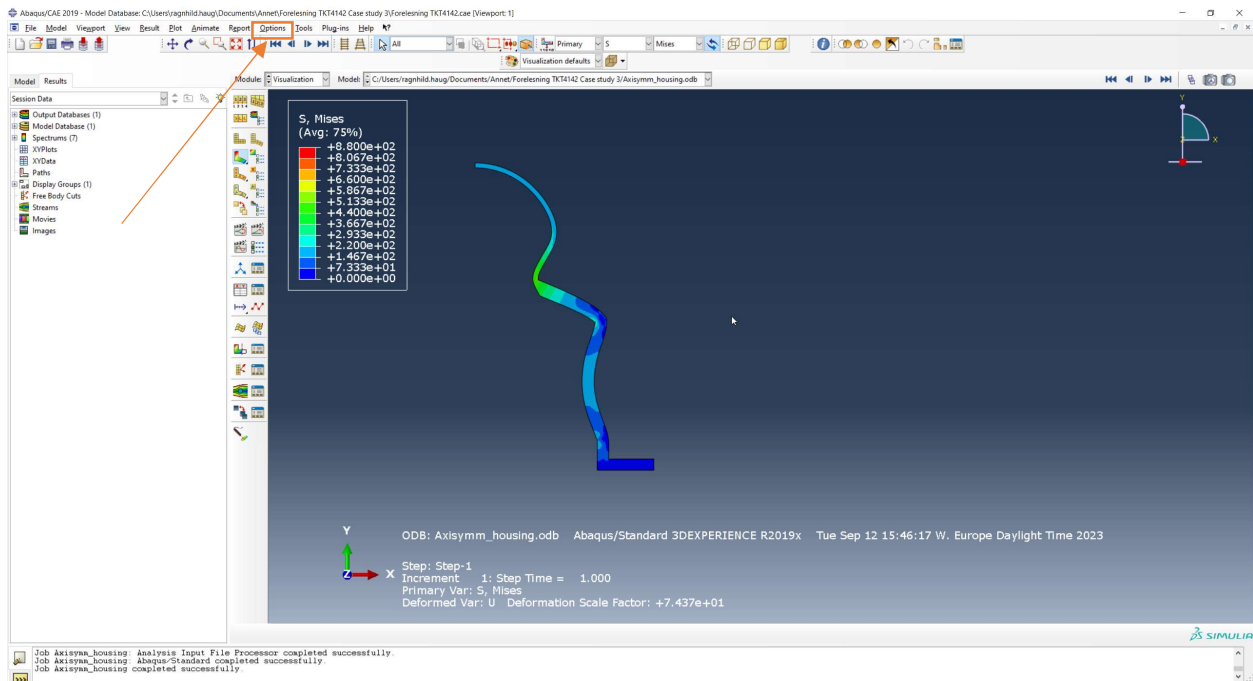 Abaqus/CAE 2019 - Model Database: C:\Users\ragnhild.haug\Documents\Annet\Forelesning TKT4142 Case study 3\Forelesning TKT4142.cae [Viewport: 1]
File Model Viewport View Result Plot Animate Report Options Tools Plug-ins Help
All Primary S Mises
Visualization defaults
Model Results
Module: Visualization Model: C:/Users/ragnhild.haug/Documents/Annet/Forelesning TKT4142 Case study 3/Axisymm_housing.odb
Session Data
Output Databases (1)
Model Database (1)
Spectrums (7)
XYPlots
XYData
Paths
Display Groups (1)
Free Body Cuts
Streams
Movies
Images
S, Mises
(Avg: 75%)
+8.800e+02
+8.067e+02
+7.333e+02
+6.600e+02
+5.867e+02
+5.133e+02
+4.400e+02
+3.667e+02
+2.933e+02
+2.200e+02
+1.467e+02
+7.333e+01
+0.000e+00
Y
X
Z
Y
X
Z
ODB: Axisymm_housing.odb Abaqus/Standard 3DEXPERIENCE R2019x Tue Sep 12 15:46:17 W. Europe Daylight Time 2023
Step: Step-1
Increment 1: Step Time = 1.000
Primary Var: S, Mises
Deformed Var: U Deformation Scale Factor: +7.437e+01
SIMULIA
Job Axisymm_housing: Analysis Input File Processor completed successfully.
Job Axisymm_housing: Abaqus/Standard completed successfully.
Job Axisymm_housing completed successfully.